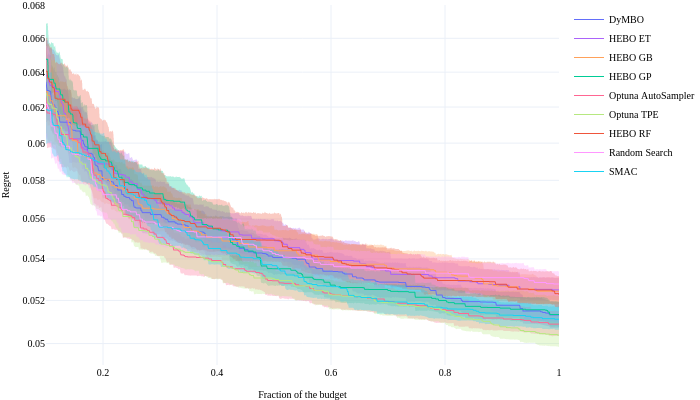 0.068
0.066
0.064
0.062
0.06
0.058
0.056
0.054
0.052
0.05
Regret
0.2
0.4
0.6
0.8
1
Fraction of the budget
DyMBO
HEBO ET
HEBO GB
HEBO GP
Optuna AutoSampler
Optuna TPE
HEBO RF
Random Search
SMAC